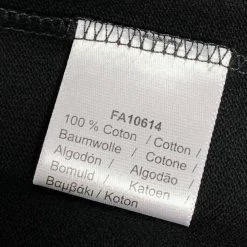 FA10614
100 % Coton / Cotton /
Baumwolle / Cotone /
Algodón / Algodão /
Bomuld / Katoen /
Βαμβάκι / Koton